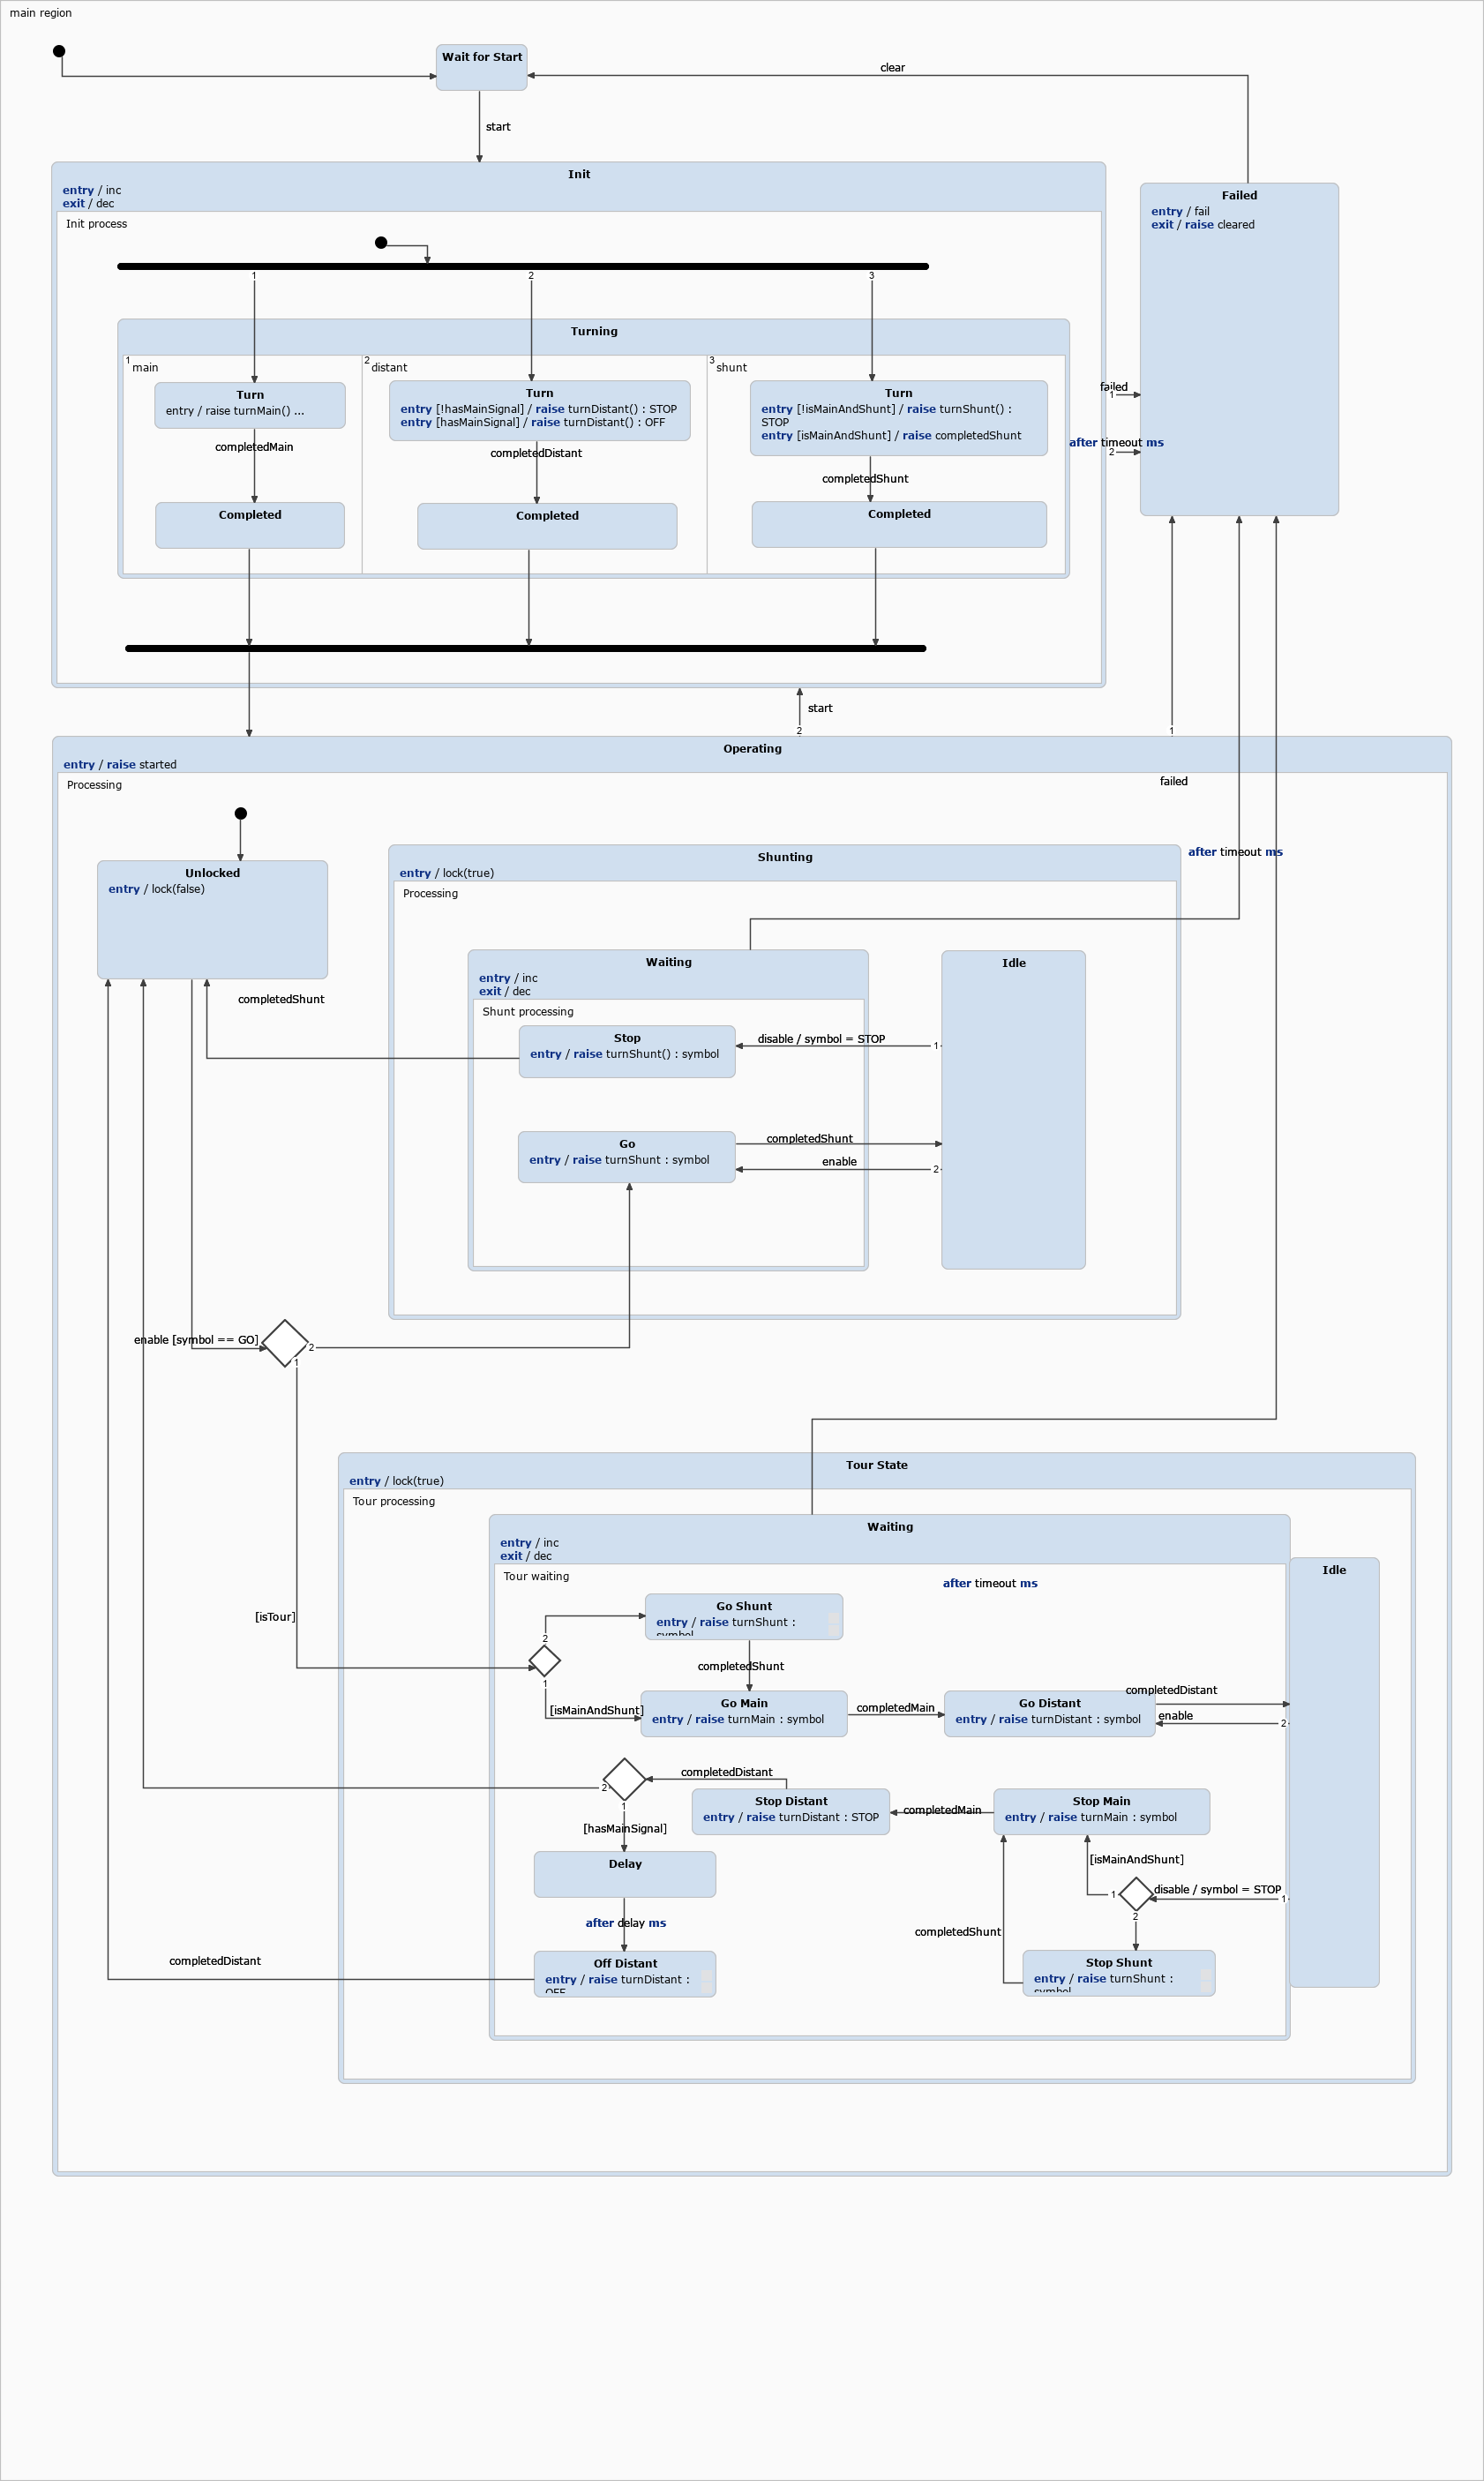 main region
Wait for Start
clear
start
Init
entry / inc
exit / dec
Init process
Failed
entry / fail
exit / raise cleared
1
2
3
Turning
1
main
2
distant
3
shunt
Turn
entry / raise turnMain() ...
Turn
entry [!hasMainSignal] / raise turnDistant() : STOP
entry [hasMainSignal] / raise turnDistant() : OFF
Turn
entry [!isMainAndShunt] / raise turnShunt() :
STOP
entry [isMainAndShunt] / raise completedShunt
failed
1
after timeout ms
2
completedMain
completedDistant
completedShunt
Completed
Completed
Completed
start
2
1
Operating
entry / raise started
Processing
failed
Unlocked
entry / lock(false)
Shunting
entry / lock(true)
Processing
after timeout ms
Waiting
entry / inc
exit / dec
Shunt processing
Idle
completedShunt
Stop
entry / raise turnShunt() : symbol
disable / symbol = STOP
1
Go
entry / raise turnShunt : symbol
completedShunt
enable
2
enable [symbol == GO]
2
1
Tour State
entry / lock(true)
Tour processing
Waiting
entry / inc
exit / dec
Tour waiting
after timeout ms
Idle
[isTour]
Go Shunt
entry / raise turnShunt :
symbol
2
1
completedShunt
[isMainAndShunt]
Go Main
entry / raise turnMain : symbol
completedMain
Go Distant
entry / raise turnDistant : symbol
completedDistant
enable
2
completedDistant
2
1
Stop Distant
entry / raise turnDistant : STOP
completedMain
Stop Main
entry / raise turnMain : symbol
[hasMainSignal]
Delay
[isMainAndShunt]
1
disable / symbol = STOP
1
2
after delay ms
completedShunt
Off Distant
entry / raise turnDistant :
OFF
completedDistant
Stop Shunt
entry / raise turnShunt :
symbol